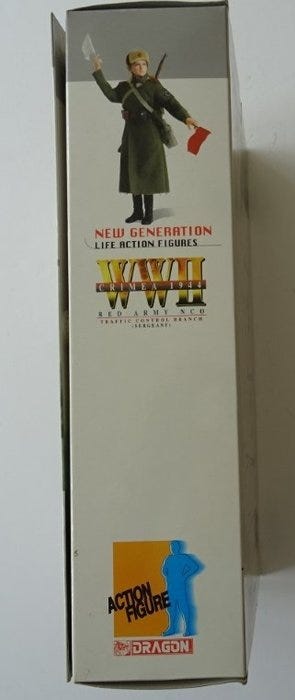 NEW GENERATION
LIFE ACTION FIGURES
WWII
CRIMEA 1944
RED ARMY NCO
TRAFFIC CONTROL BRANCH
(SERGEANT)
ACTION
FIGURE
DRAGON